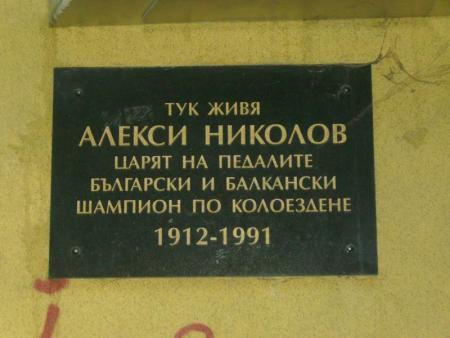 ТУК ЖИВЯ
АЛЕКСИ НИКОЛОВ
ЦАРЯТ НА ПЕДАЛИТЕ
БЪЛГАРСКИ И БАЛКАНСКИ
ШАМПИОН ПО КОЛОЕЗДЕНЕ
1912-1991